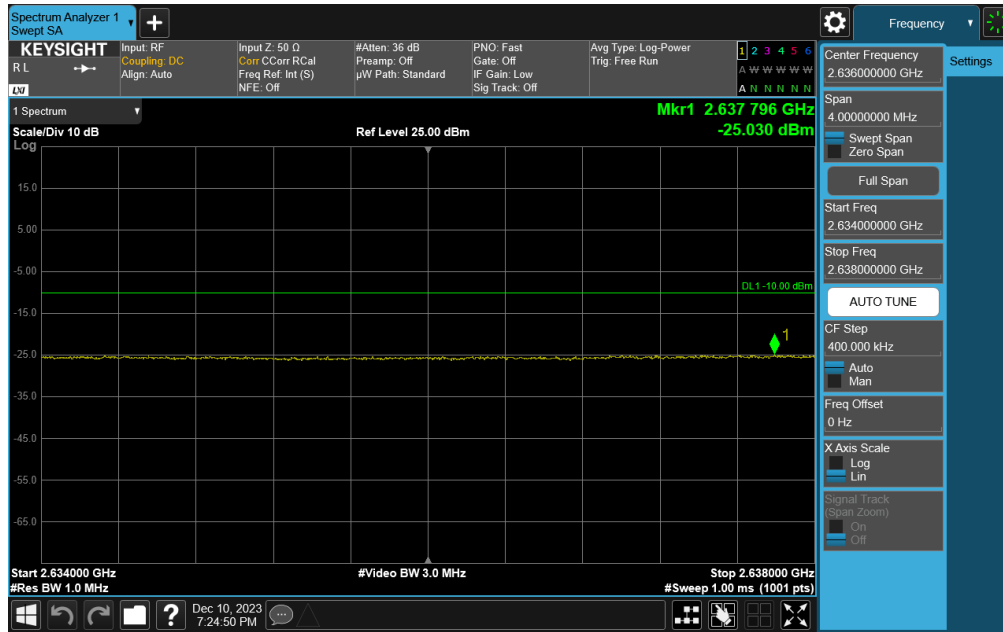 Spectrum Analyzer 1
Swept SA
Frequency
KEYSIGHT
R L
LXI
Input: RF
Coupling: DC
Align: Auto
Input Z: 50 Ω
Corr CCorr RCal
Freq Ref: Int (S)
NFE: Off
#Atten: 36 dB
Preamp: Off
µW Path: Standard
PNO: Fast
Gate: Off
IF Gain: Low
Sig Track: Off
Avg Type: Log-Power
Trig: Free Run
1 2 3 4 5 6
A W W W W W
A N N N N N
1 Spectrum
Scale/Div 10 dB
Log
Ref Level 25.00 dBm
Mkr1 2.637 796 GHz
-25.030 dBm
15.0
5.00
-5.00
-15.0
-25.0
-35.0
-45.0
-55.0
-65.0
DL1 -10.00 dBm
1
Start 2.634000 GHz
#Res BW 1.0 MHz
#Video BW 3.0 MHz
Stop 2.638000 GHz
#Sweep 1.00 ms (1001 pts)
Center Frequency
2.636000000 GHz
Span
4.00000000 MHz
Swept Span
Zero Span
Full Span
Start Freq
2.634000000 GHz
Stop Freq
2.638000000 GHz
AUTO TUNE
CF Step
400.000 kHz
Auto
Man
Freq Offset
0 Hz
X Axis Scale
Log
Lin
Signal Track
(Span Zoom)
On
Off
Settings
?
Dec 10, 2023
7:24:50 PM